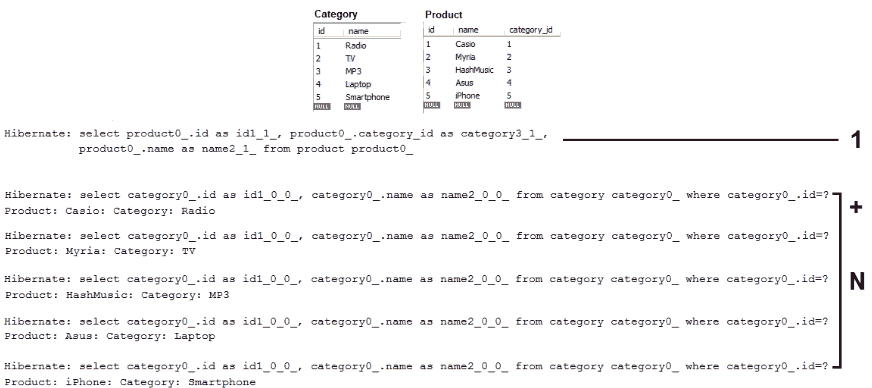 Category Product
id name id name category_id
1 Radio 1 Casio 1
2 TV 2 Myria 2
3 MP3 3 HashMusic 3
4 Laptop 4 Asus 4
5 Smartphone 5 iPhone 5
NULL NULL NULL NULL NULL
Hibernate: select product0_.id as id1_1_, product0_.category_id as category3_1_, 1
product0_.name as name2_1_ from product product0_
Hibernate: select category0_.id as id1_0_0_, category0_.name as name2_0_0_ from category category0_ where category0_.id=?
Product: Casio: Category: Radio +
Hibernate: select category0_.id as id1_0_0_, category0_.name as name2_0_0_ from category category0_ where category0_.id=?
Product: Myria: Category: TV
Hibernate: select category0_.id as id1_0_0_, category0_.name as name2_0_0_ from category category0_ where category0_.id=? N
Product: HashMusic: Category: MP3
Hibernate: select category0_.id as id1_0_0_, category0_.name as name2_0_0_ from category category0_ where category0_.id=?
Product: Asus: Category: Laptop
Hibernate: select category0_.id as id1_0_0_, category0_.name as name2_0_0_ from category category0_ where category0_.id=?
Product: iPhone: Category: Smartphone